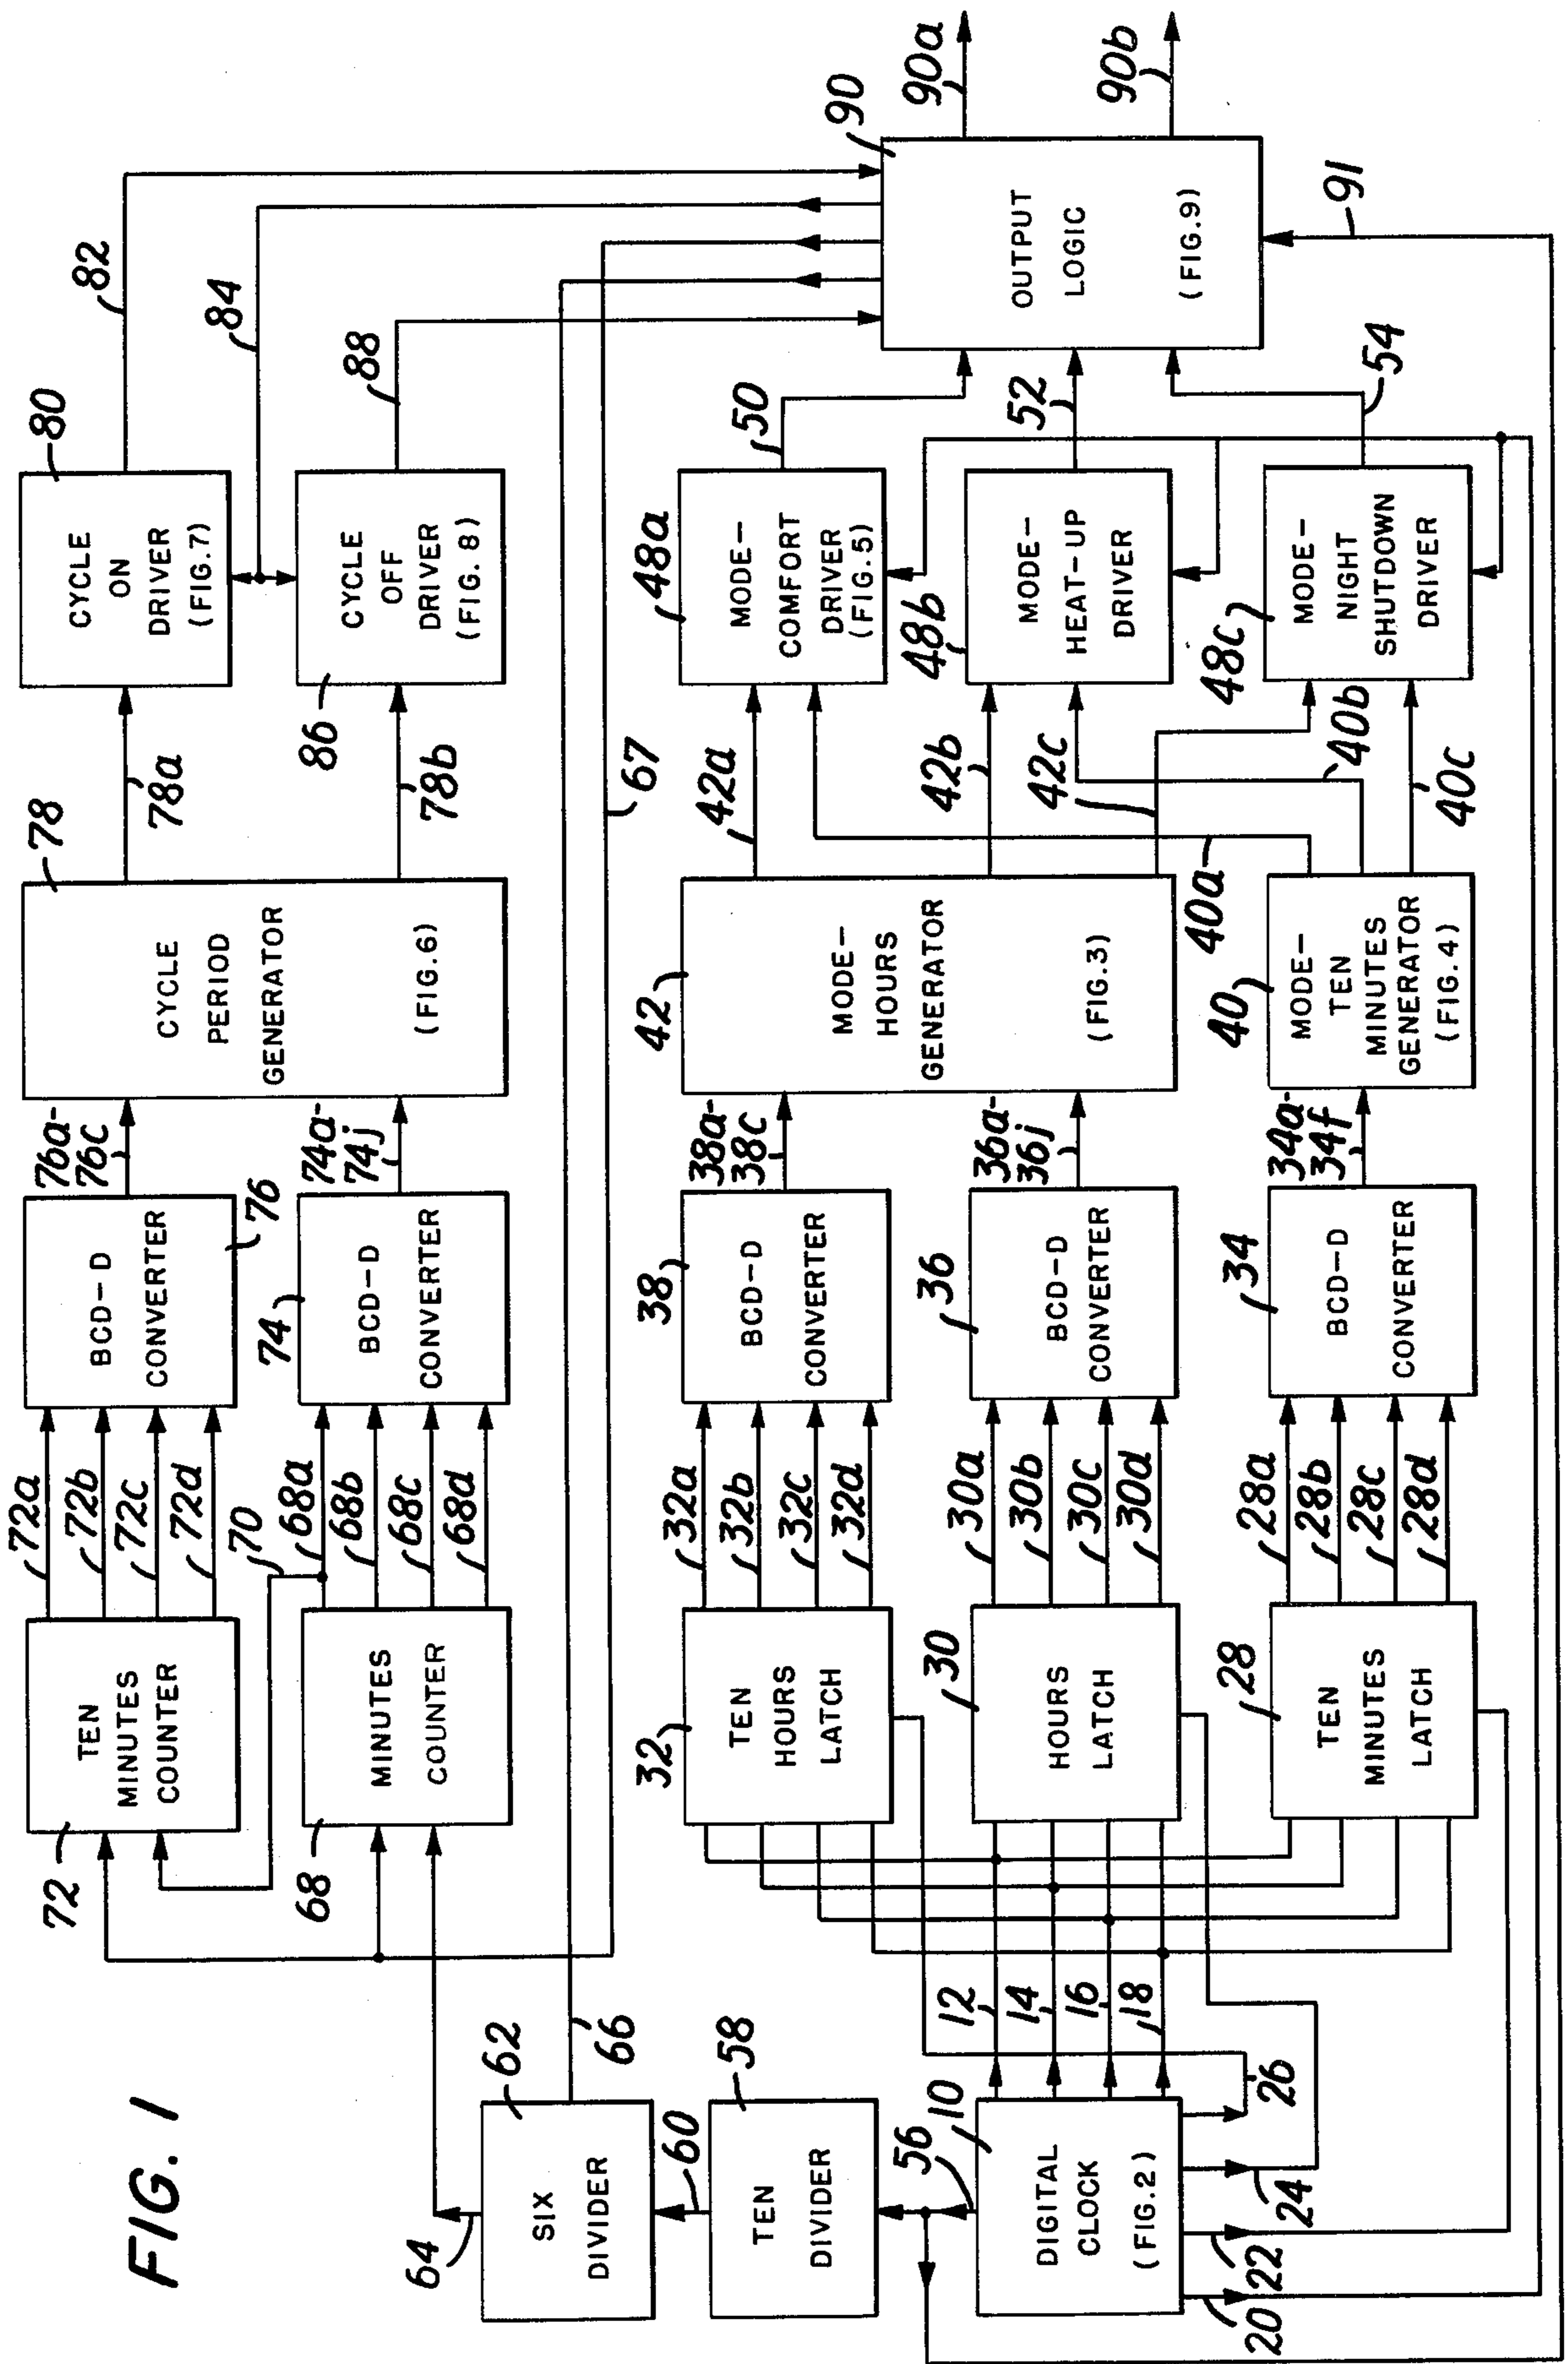 FIG. 1
72
TEN
MINUTES
COUNTER
72a
72b
72c
72d
70
BCD-D
CONVERTER
76
76a-
76c
78
CYCLE
PERIOD
GENERATOR
(FIG.6)
78a
78b
80
CYCLE
ON
DRIVER
(FIG.7)
82
84
68
MINUTES
COUNTER
68a
68b
68c
68d
74
BCD-D
CONVERTER
74a-
74j
86
CYCLE
OFF
DRIVER
(FIG. 8)
88
64
62
SIX
DIVIDER
66
67
60
58
TEN
DIVIDER
56
10
DIGITAL
CLOCK
(FIG.2)
12
14
16
18
20
22
24
26
32
TEN
HOURS
LATCH
32a
32b
32c
32d
38
BCD-D
CONVERTER
38a-
38c
30
HOURS
LATCH
30a
30b
30c
30d
36
BCD-D
CONVERTER
36a-
36j
28
TEN
MINUTES
LATCH
28a
28b
28c
28d
34
BCD-D
CONVERTER
34a-
34f
42
MODE-
HOURS
GENERATOR
(FIG.3)
42a
42b
42c
40
MODE-
TEN
MINUTES
GENERATOR
(FIG.4)
40a
40b
40c
48a
MODE-
COMFORT
DRIVER
(FIG.5)
50
48b
MODE-
HEAT-UP
DRIVER
52
48c
MODE-
NIGHT
SHUTDOWN
DRIVER
54
90
OUTPUT
LOGIC
(FIG.9)
90a
90b
91